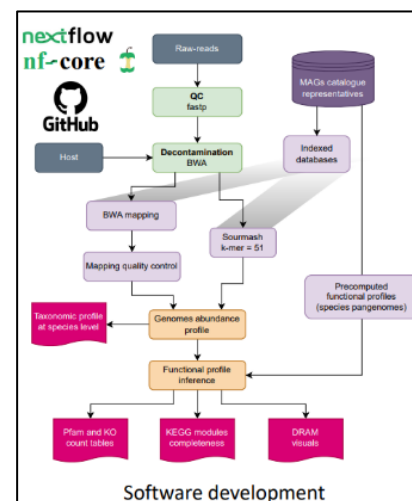 nextflow
nf-core
GitHub
Raw-reads
QC
fastp
MAGs catalogue
representatives
Host
Decontamination
BWA
Indexed
databases
BWA mapping
Sourmash
k-mer = 51
Mapping quality control
Precomputed
functional profiles
(species pangenomes)
Taxonomic profile
at species level
Genomes abundance
profile
Functional profile
inference
Pfam and KO
count tables
KEGG modules
completeness
DRAM
visuals
Software development